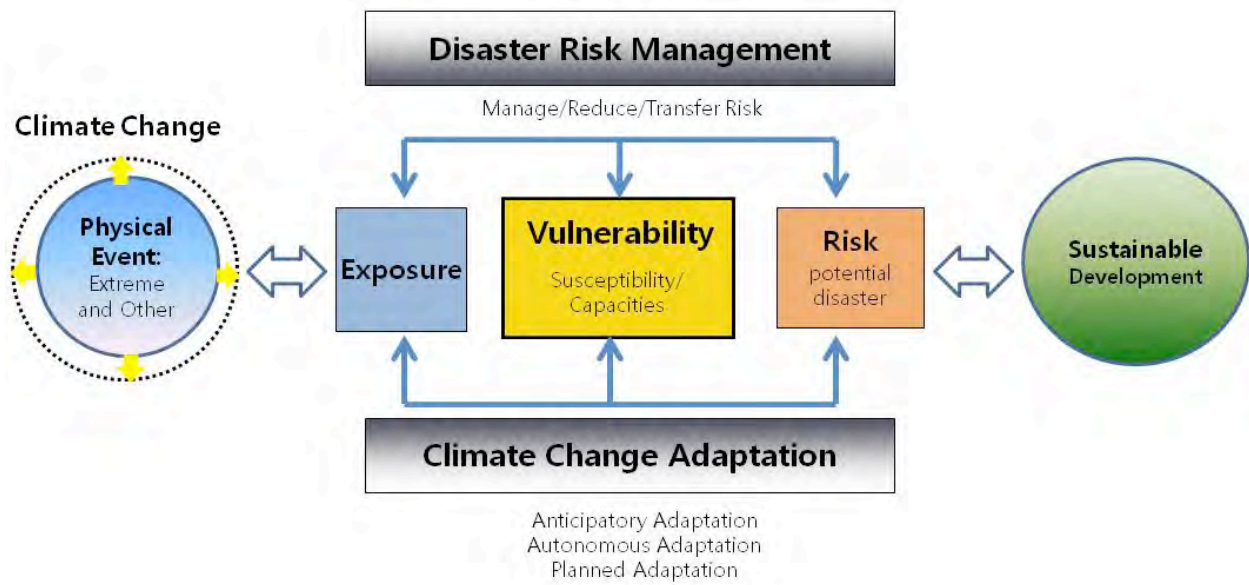 Disaster Risk Management
Manage/Reduce/Transfer Risk
Climate Change
Physical
Event:
Extreme
and Other
Exposure
Vulnerability
Susceptibility/
Capacities
Risk
potential
disaster
Sustainable
Development
Climate Change Adaptation
Anticipatory Adaptation
Autonomous Adaptation
Planned Adaptation